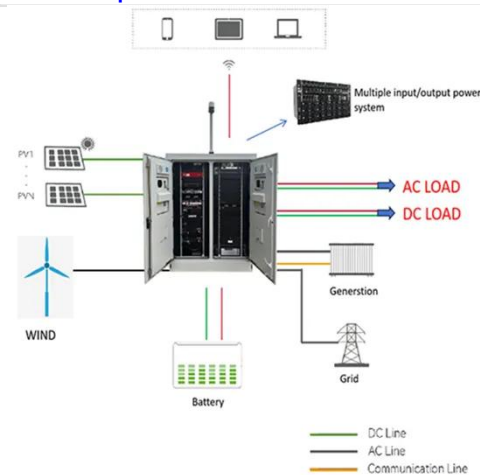 Multiple input/output power
system
PV1
PVN
AC LOAD
DC LOAD
WIND
Generstion
Grid
Battery
DC Line
AC Line
Communication Line